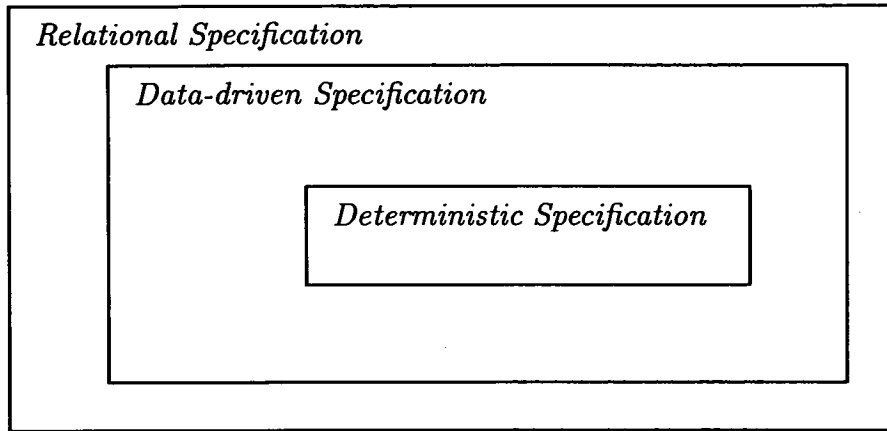 Relational Specification
Data-driven Specification
Deterministic Specification